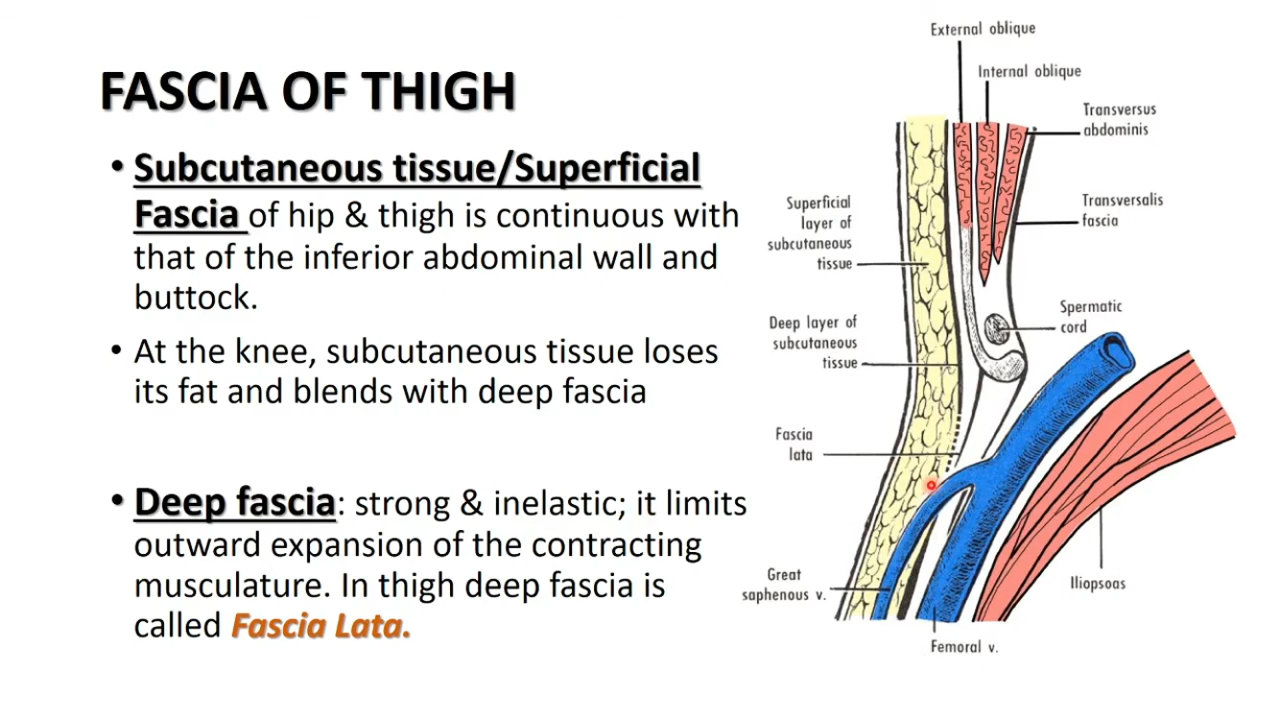 FASCIA OF THIGH
• Subcutaneous tissue/Superficial
Fascia of hip & thigh is continuous with
that of the inferior abdominal wall and
buttock.
• At the knee, subcutaneous tissue loses
its fat and blends with deep fascia
• Deep fascia: strong & inelastic; it limits
outward expansion of the contracting
musculature. In thigh deep fascia is
called Fascia Lata.
External oblique
Internal oblique
Transversus
abdominis
Superficial
layer of
subcutaneous
tissue
Transversalis
fascia
Deep layer of
subcutaneous
tissue
Spermatic
cord
Fascia
lata
Great
saphenous v.
Iliopsoas
Femoral v.